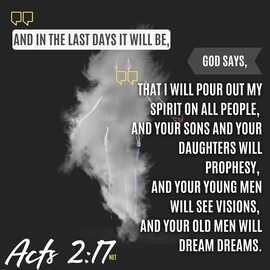 AND IN THE LAST DAYS IT WILL BE,
GOD SAYS,
THAT I WILL POUR OUT MY
SPIRIT ON ALL PEOPLE,
AND YOUR SONS AND YOUR
DAUGHTERS WILL
PROPHESY,
AND YOUR YOUNG MEN
WILL SEE VISIONS,
AND YOUR OLD MEN WILL
DREAM DREAMS.
Acts 2:17
NET